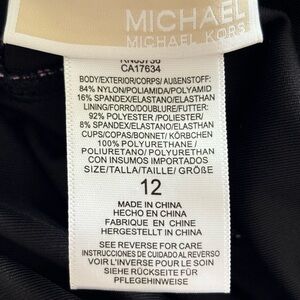 MICHAEL
MICHAEL KORS
CA17634
BODY/EXTERIOR/CORPS/AUßENSTOFF:
84% NYLON/POLIAMIDA/POLYAMID
16% SPANDEX/ELASTANO/ELASTHAN
LINING/FORRO/DOUBLURE/FUTTER:
92% POLYESTER /POLIESTER/
8% SPANDEX/ELASTANO/ELASTHAN
CUPS/COPAS/BONNET/ KÖRBCHEN
100% POLYURETHANE /
POLIURETANO/ POLYURETHAN
CON INSUMOS IMPORTADOS
SIZE/TALLA/TAILLE/ GRÖßE
12
MADE IN CHINA
HECHO EN CHINA
FABRIQUE EN CHINE
HERGESTELLT IN CHINA
SEE REVERSE FOR CARE
INSTRUCCIONES DE CUIDADO AL REVERSO
VOIR L'INVERSE POUR LE SOIN
SIEHE RÜCKSEITE FÜR
PFLEGEHINWEISE